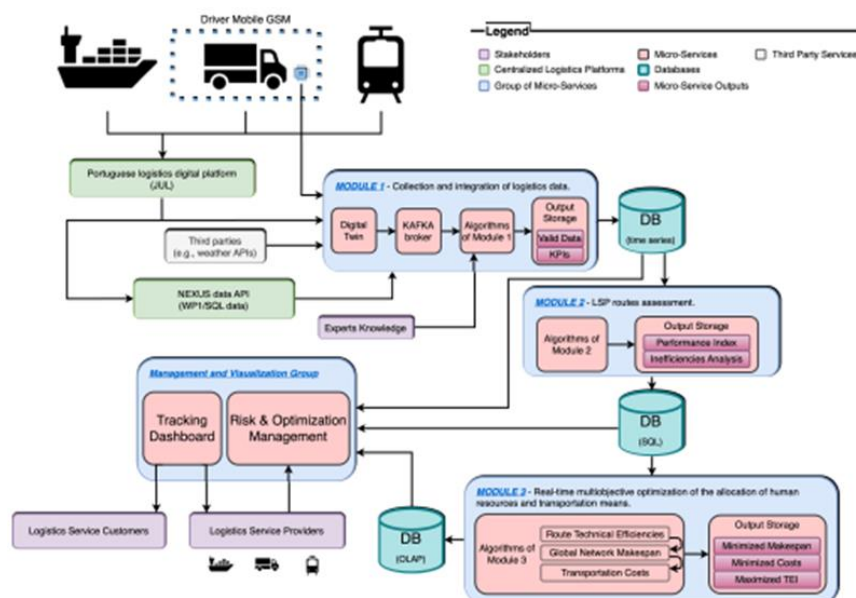 Driver Mobile GSM
Legend
Stakeholders
Centralized Logistics Platforms
Group of Micro-Services
Micro-Services
Databases
Micro-Service Outputs
Third Party Services
Portuguese logistics digital platform
(JUL)
Third parties
(e.g., weather APIs)
NEXUS data API
(WP1/SQL data)
Experts Knowledge
MODULE 1 - Collection and integration of logistics data.
Digital
Twin
KAFKA
broker
Algorithms
of Module 1
Output
Storage
Valid Data
KPIs
DB
(time series)
MODULE 2 - LSP routes assessment.
Algorithms of
Module 2
Output Storage
Performance Index
Inefficiencies Analysis
DB
(SQL)
Management and Visualization Group
Tracking
Dashboard
Risk & Optimization
Management
Logistics Service Customers
Logistics Service Providers
DB
(OLAP)
MODULE 3 - Real-time multiobjective optimization of the allocation of human
resources and transportation means.
Algorithms of
Module 3
Route Technical Efficiencies
Global Network Makespan
Transportation Costs
Output Storage
Minimized Makespan
Minimized Costs
Maximized TEI